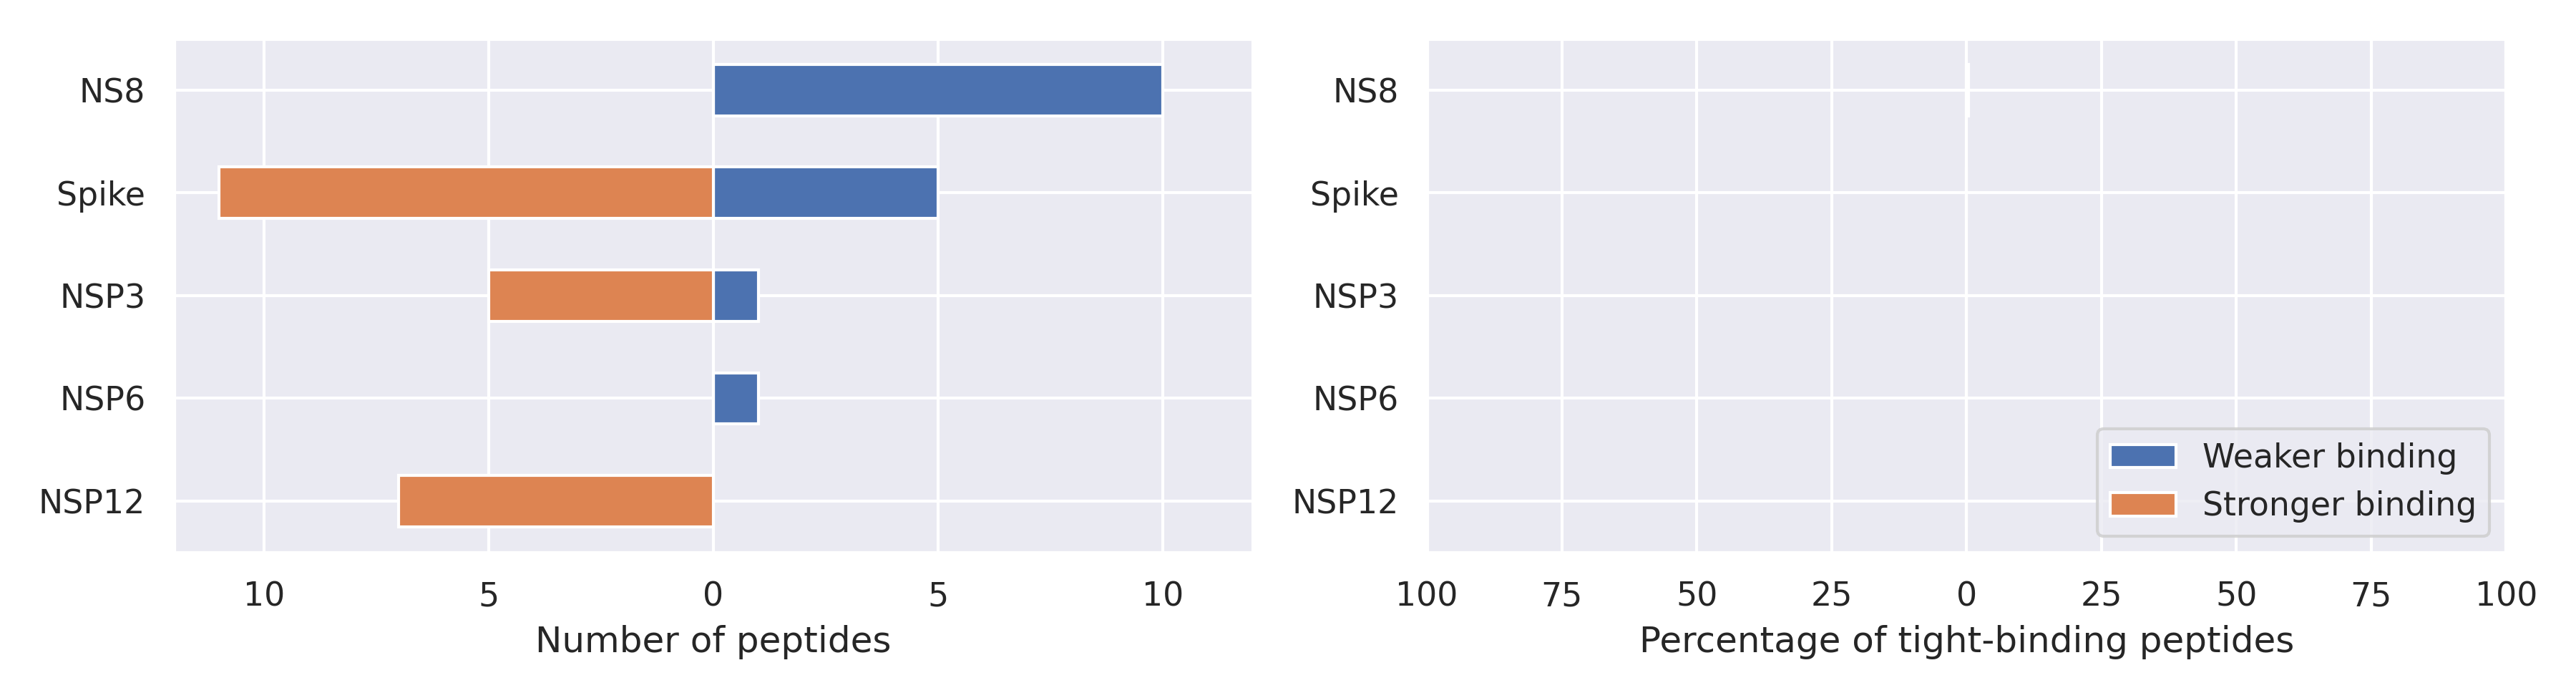 NS8
Spike
NSP3
NSP6
NSP12
10 5 0 5 10
Number of peptides
NS8
Spike
NSP3
NSP6
NSP12
100 75 50 25 0 25 50 75 100
Percentage of tight-binding peptides
Weaker binding
Stronger binding